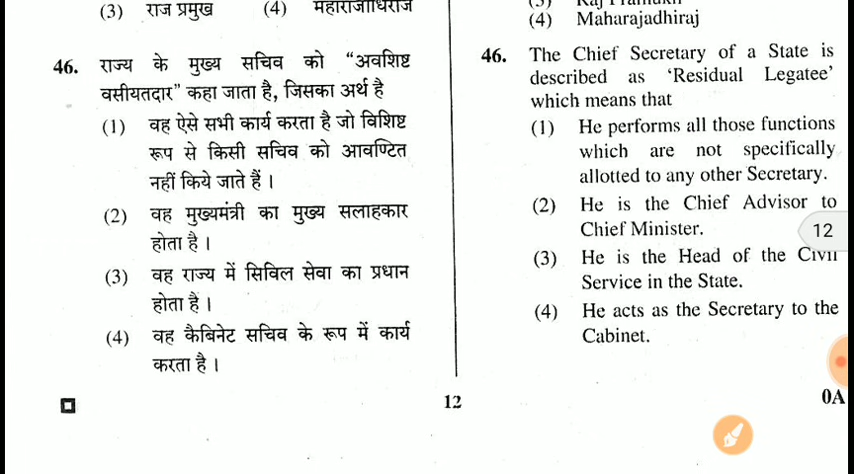 (3) राज प्रमुख (4) महाराजाधिराज
46. राज्य के मुख्य सचिव को “अवशिष्ट
वसीयतदार” कहा जाता है, जिसका अर्थ है
(1) वह ऐसे सभी कार्य करता है जो विशिष्ट
रूप से किसी सचिव को आवण्टित
नहीं किये जाते हैं ।
(2) वह मुख्यमंत्री का मुख्य सलाहकार
होता है ।
(3) वह राज्य में सिविल सेवा का प्रधान
होता है ।
(4) वह कैबिनेट सचिव के रूप में कार्य
करता है ।
(3) Raj Pramukh
(4) Maharajadhiraj
46. The Chief Secretary of a State is
described as ‘Residual Legatee’
which means that
(1) He performs all those functions
which are not specifically
allotted to any other Secretary.
(2) He is the Chief Advisor to
Chief Minister.
(3) He is the Head of the Civil
Service in the State.
(4) He acts as the Secretary to the
Cabinet.
12
12
0A